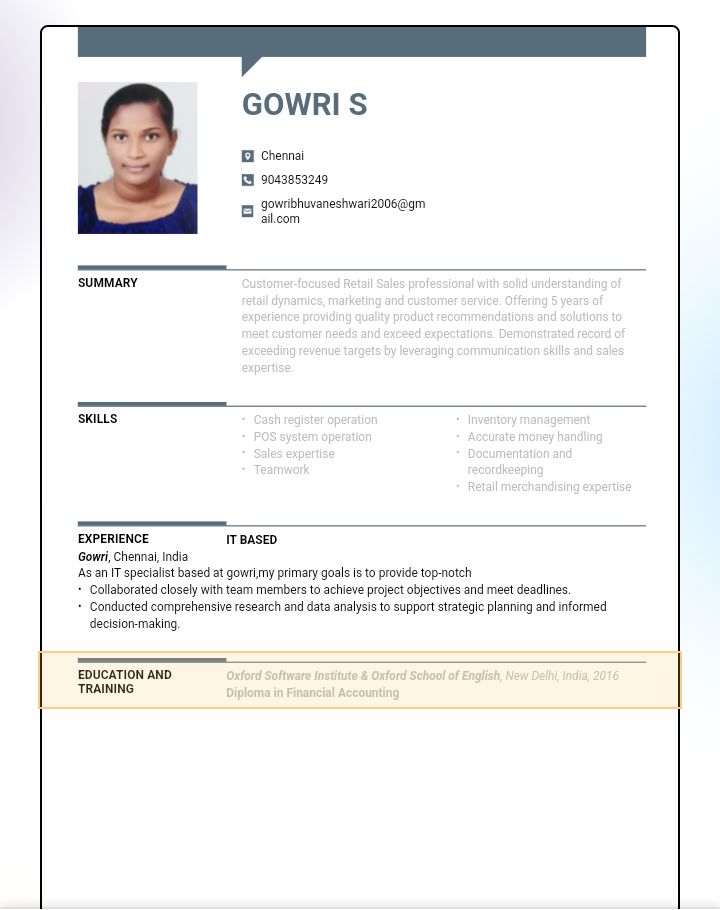 GOWRI S
Chennai
9043853249
gowribhuvaneshwari2006@gm
ail.com
SUMMARY
Customer-focused Retail Sales professional with solid understanding of
retail dynamics, marketing and customer service. Offering 5 years of
experience providing quality product recommendations and solutions to
meet customer needs and exceed expectations. Demonstrated record of
exceeding revenue targets by leveraging communication skills and sales
expertise.
SKILLS
• Cash register operation
• POS system operation
• Sales expertise
• Teamwork
• Inventory management
• Accurate money handling
• Documentation and
recordkeeping
• Retail merchandising expertise
EXPERIENCE
IT BASED
Gowri, Chennai, India
As an IT specialist based at gowri,my primary goals is to provide top-notch
• Collaborated closely with team members to achieve project objectives and meet deadlines.
• Conducted comprehensive research and data analysis to support strategic planning and informed
decision-making.
EDUCATION AND
TRAINING
Oxford Software Institute & Oxford School of English, New Delhi, India, 2016
Diploma in Financial Accounting